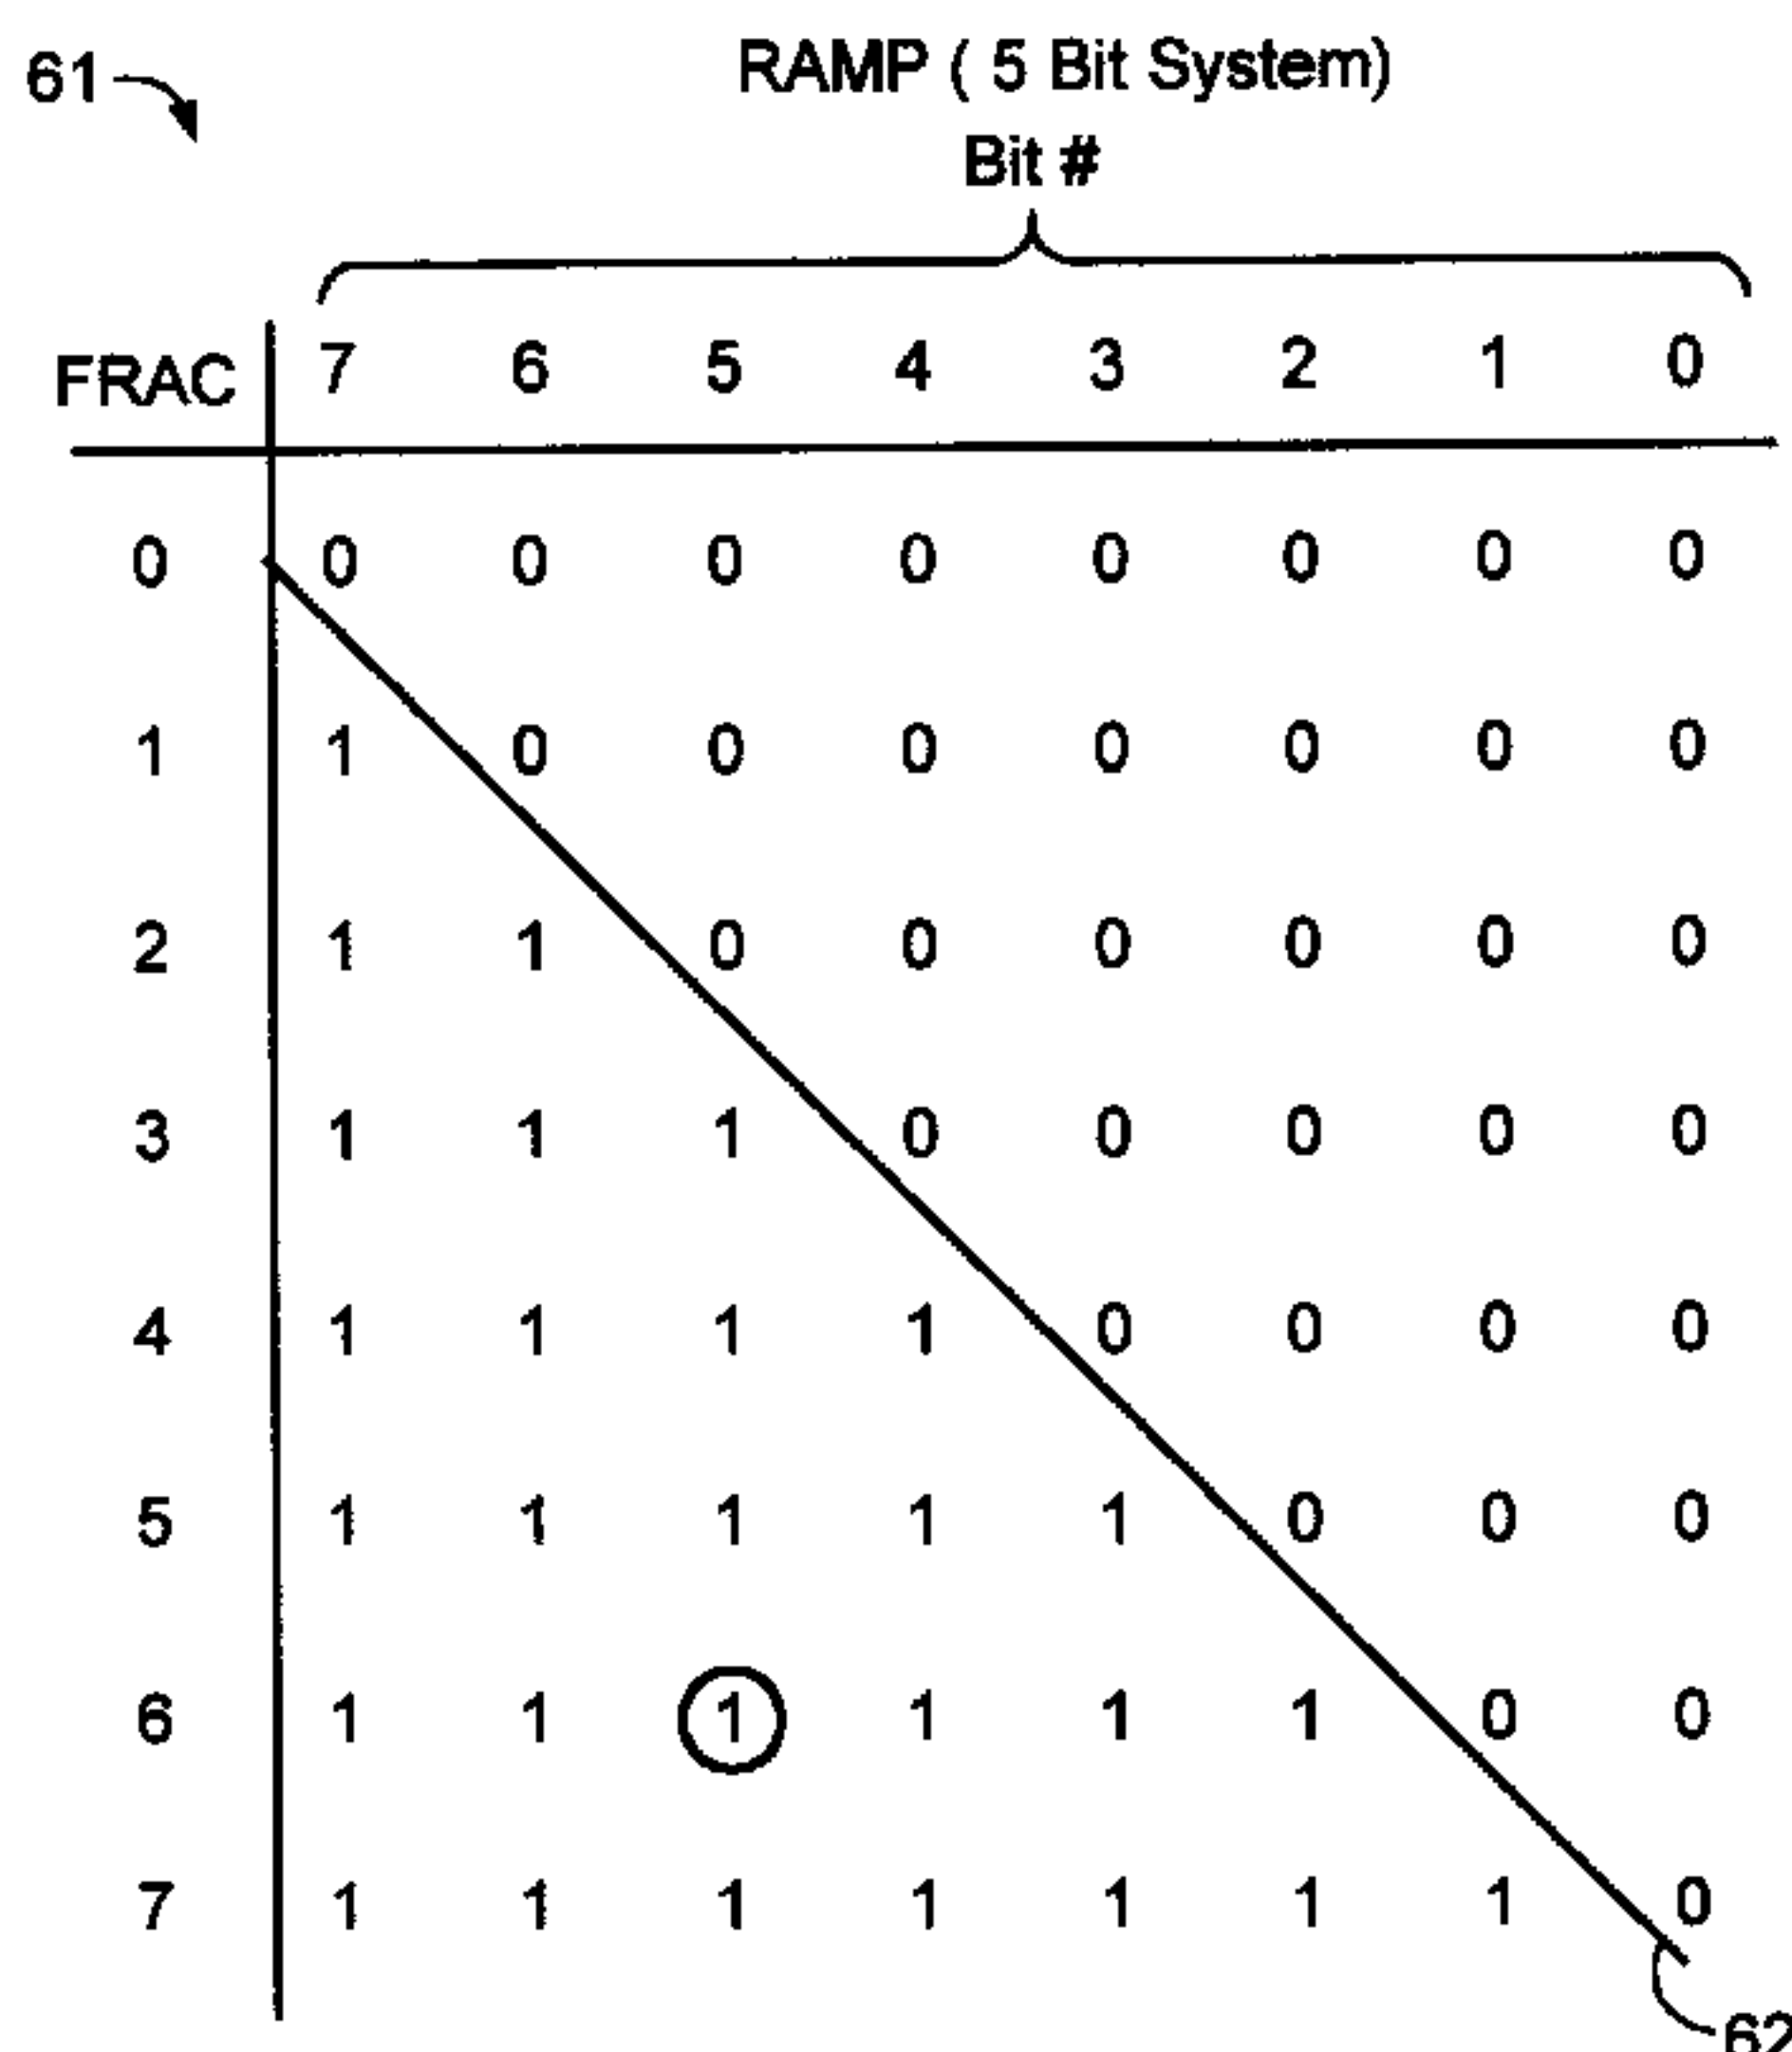 61
RAMP ( 5 Bit System)
Bit #
FRAC 7 6 5 4 3 2 1 0
0 0 0 0 0 0 0 0 0
1 1 0 0 0 0 0 0 0
2 1 1 0 0 0 0 0 0
3 1 1 1 0 0 0 0 0
4 1 1 1 1 0 0 0 0
5 1 1 1 1 1 0 0 0
6 1 1 1 1 1 1 0 0
7 1 1 1 1 1 1 1 0
62